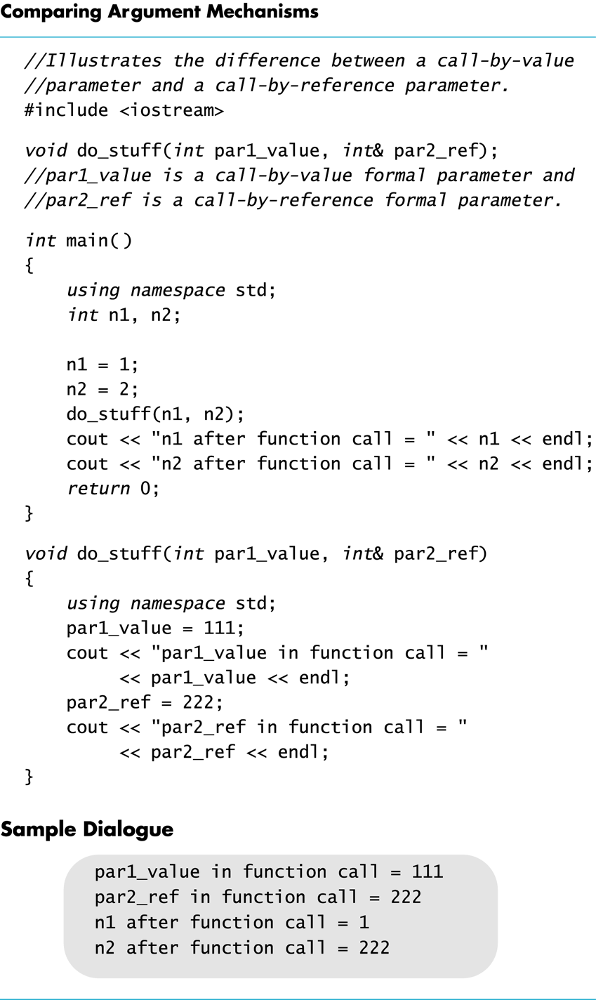 Comparing Argument Mechanisms
//Illustrates the difference between a call-by-value
//parameter and a call-by-reference parameter.
#include <iostream>
void do_stuff(int par1_value, int& par2_ref);
//par1_value is a call-by-value formal parameter and
//par2_ref is a call-by-reference formal parameter.
int main()
{
    using namespace std;
    int n1, n2;

    n1 = 1;
    n2 = 2;
    do_stuff(n1, n2);
    cout << "n1 after function call = " << n1 << endl;
    cout << "n2 after function call = " << n2 << endl;
    return 0;
}
void do_stuff(int par1_value, int& par2_ref)
{
    using namespace std;
    par1_value = 111;
    cout << "par1_value in function call = "
         << par1_value << endl;
    par2_ref = 222;
    cout << "par2_ref in function call = "
         << par2_ref << endl;
}
Sample Dialogue
par1_value in function call = 111
par2_ref in function call = 222
n1 after function call = 1
n2 after function call = 222